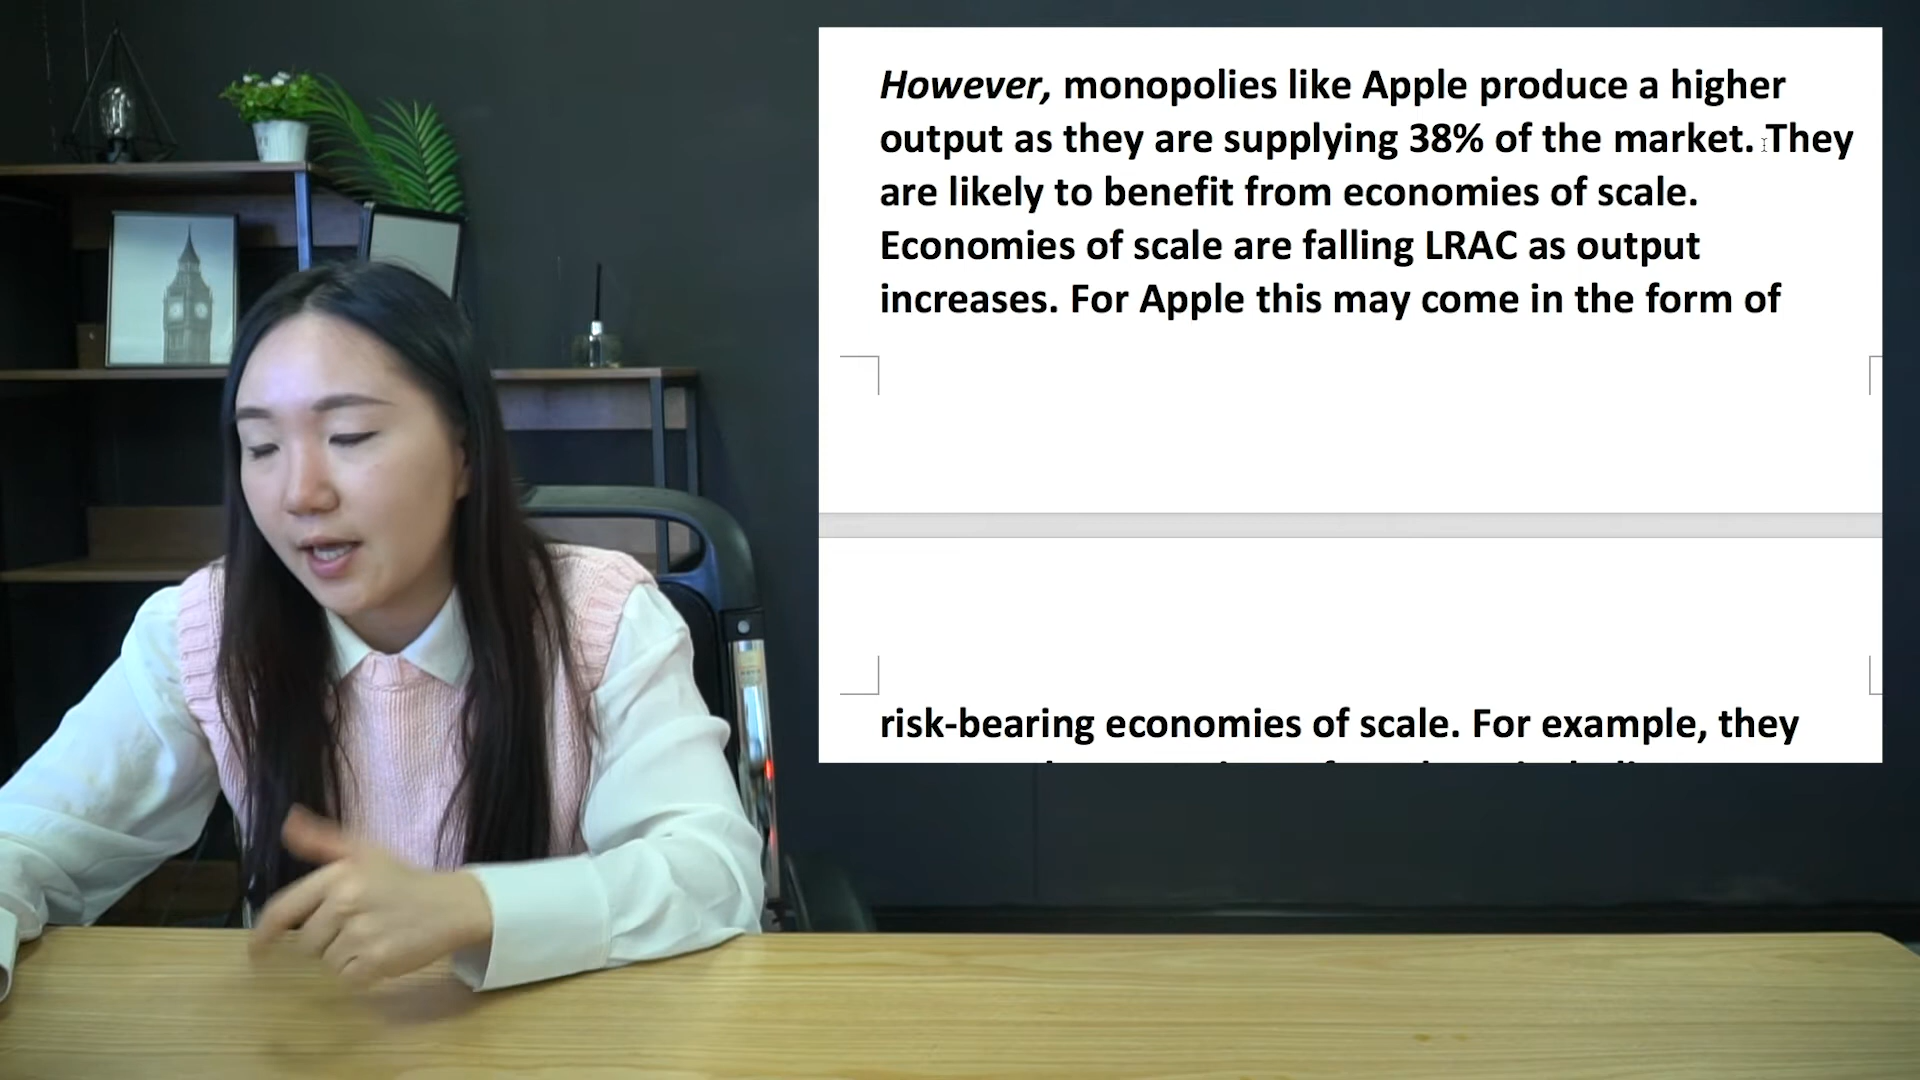 However, monopolies like Apple produce a higher
output as they are supplying 38% of the market. They
are likely to benefit from economies of scale.
Economies of scale are falling LRAC as output
increases. For Apple this may come in the form of
risk-bearing economies of scale. For example, they